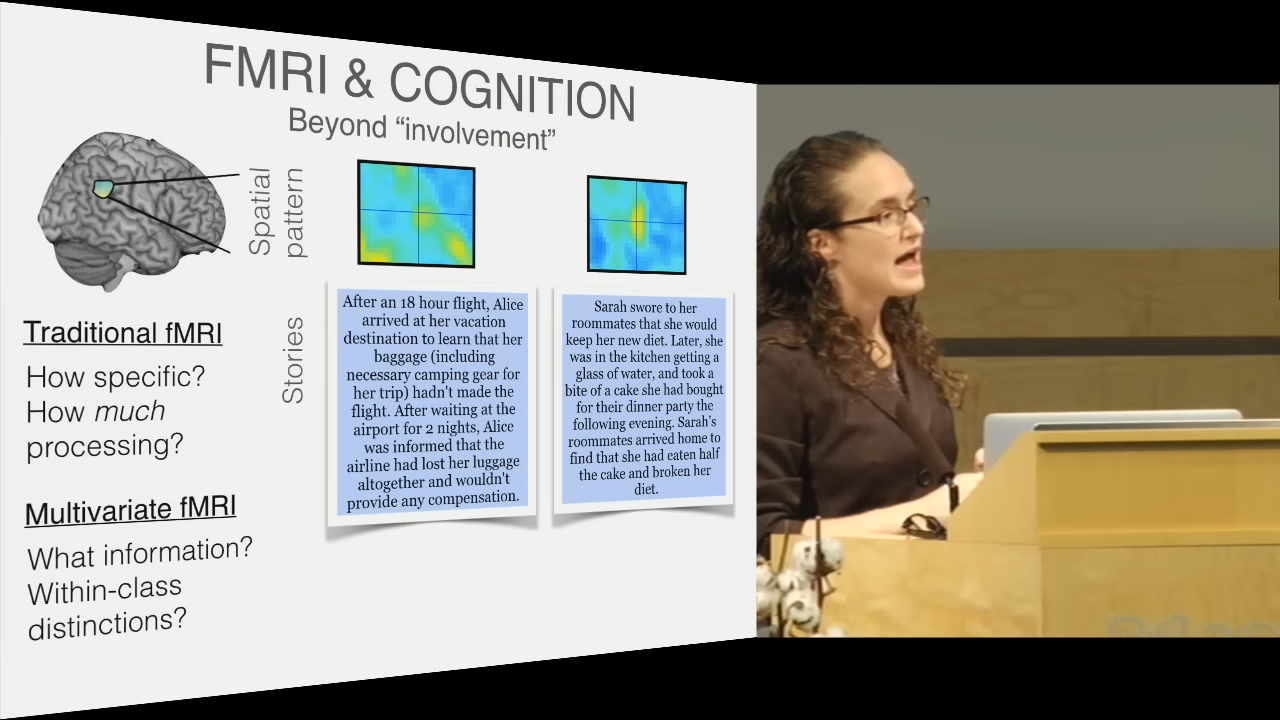 FMRI & COGNITION
Beyond “involvement”
Spatial
pattern
Traditional fMRI
How specific?
How much
processing?
Multivariate fMRI
What information?
Within-class
distinctions?
Stories
After an 18 hour flight, Alice
arrived at her vacation
destination to learn that her
baggage (including
necessary camping gear for
her trip) hadn't made the
flight. After waiting at the
airport for 2 nights, Alice
was informed that the
airline had lost her luggage
altogether and wouldn't
provide any compensation.
Sarah swore to her
roommates that she would
keep her new diet. Later, she
was in the kitchen getting a
glass of water, and took a
bite of a cake she had bought
for their dinner party the
following evening. Sarah’s
roommates arrived home to
find that she had eaten half
the cake and broken her
diet.